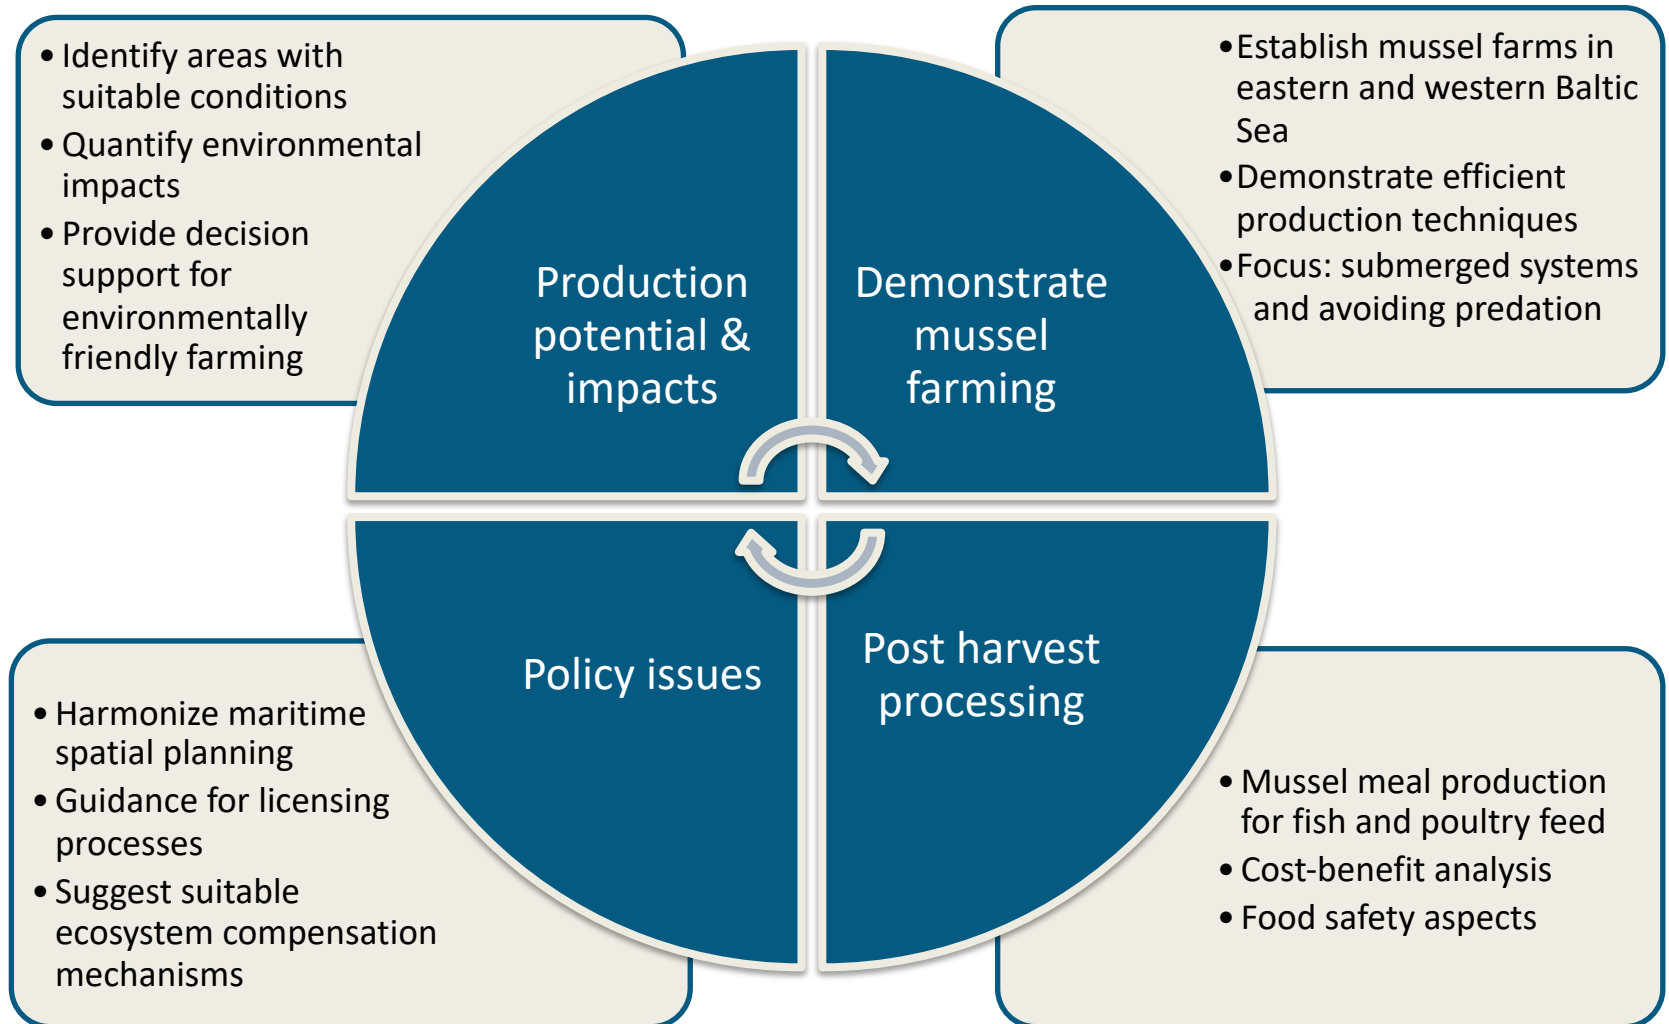 • Identify areas with
suitable conditions
• Quantify environmental
impacts
• Provide decision
support for
environmentally
friendly farming
Production
potential &
impacts
Demonstrate
mussel
farming
•Establish mussel farms in
eastern and western Baltic
Sea
•Demonstrate efficient
production techniques
•Focus: submerged systems
and avoiding predation
• Harmonize maritime
spatial planning
• Guidance for licensing
processes
• Suggest suitable
ecosystem compensation
mechanisms
Policy issues
Post harvest
processing
• Mussel meal production
for fish and poultry feed
• Cost-benefit analysis
• Food safety aspects